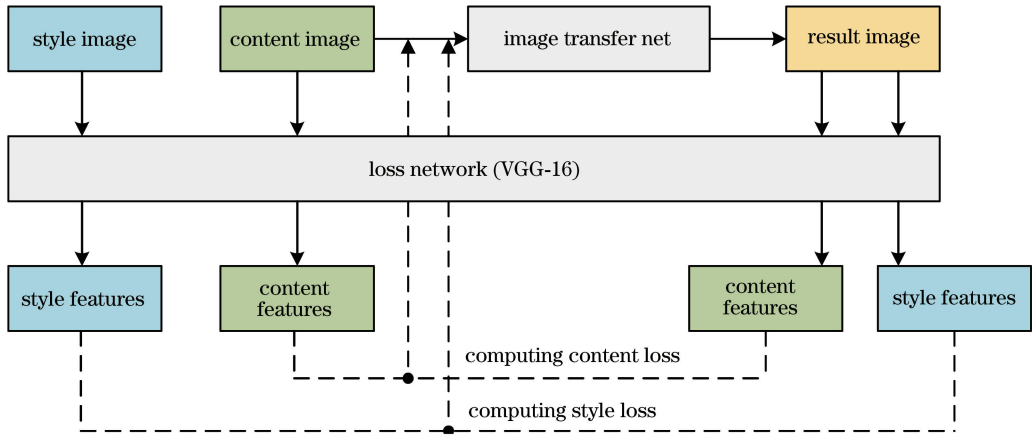 style image
content image
image transfer net
result image
loss network (VGG-16)
style features
content
features
content
features
style features
computing content loss
computing style loss